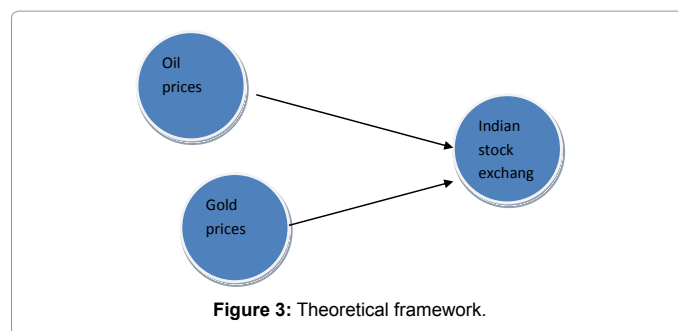 Oil
prices
Indian
stock
exchang
Gold
prices
Figure 3: Theoretical framework.